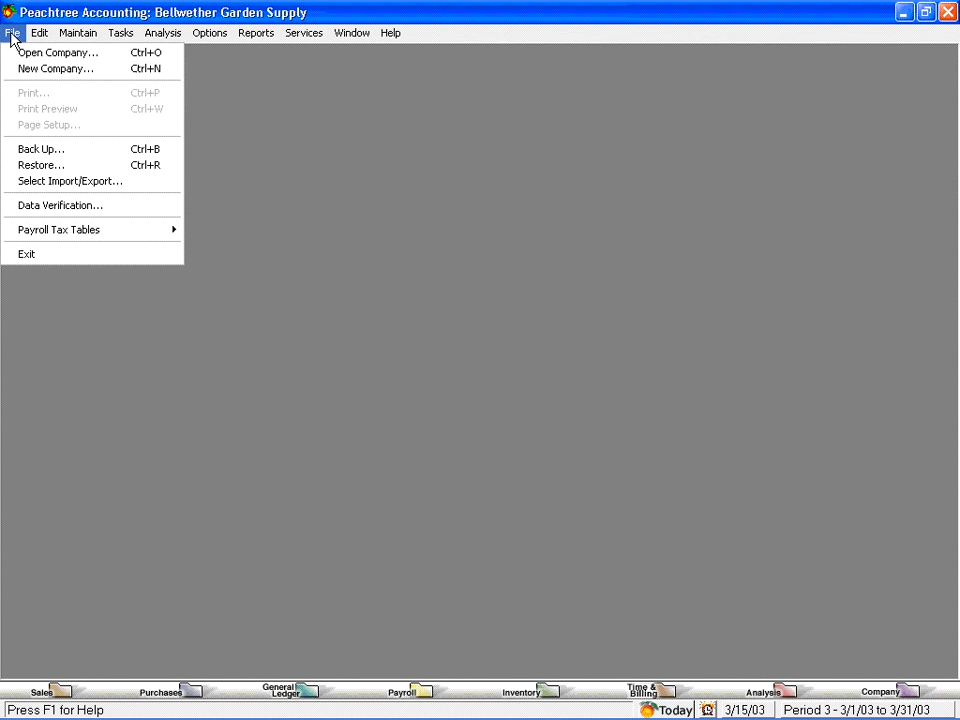 Peachtree Accounting: Bellwether Garden Supply
File Edit Maintain Tasks Analysis Options Reports Services Window Help
Open Company... Ctrl+O
New Company... Ctrl+N
Print... Ctrl+P
Print Preview Ctrl+W
Page Setup...
Back Up... Ctrl+B
Restore... Ctrl+R
Select Import/Export...
Data Verification...
Payroll Tax Tables
Exit
Sales Purchases General Ledger Payroll Inventory Time & Billing Analysis Company
Press F1 for Help Today 3/15/03 Period 3 - 3/1/03 to 3/31/03